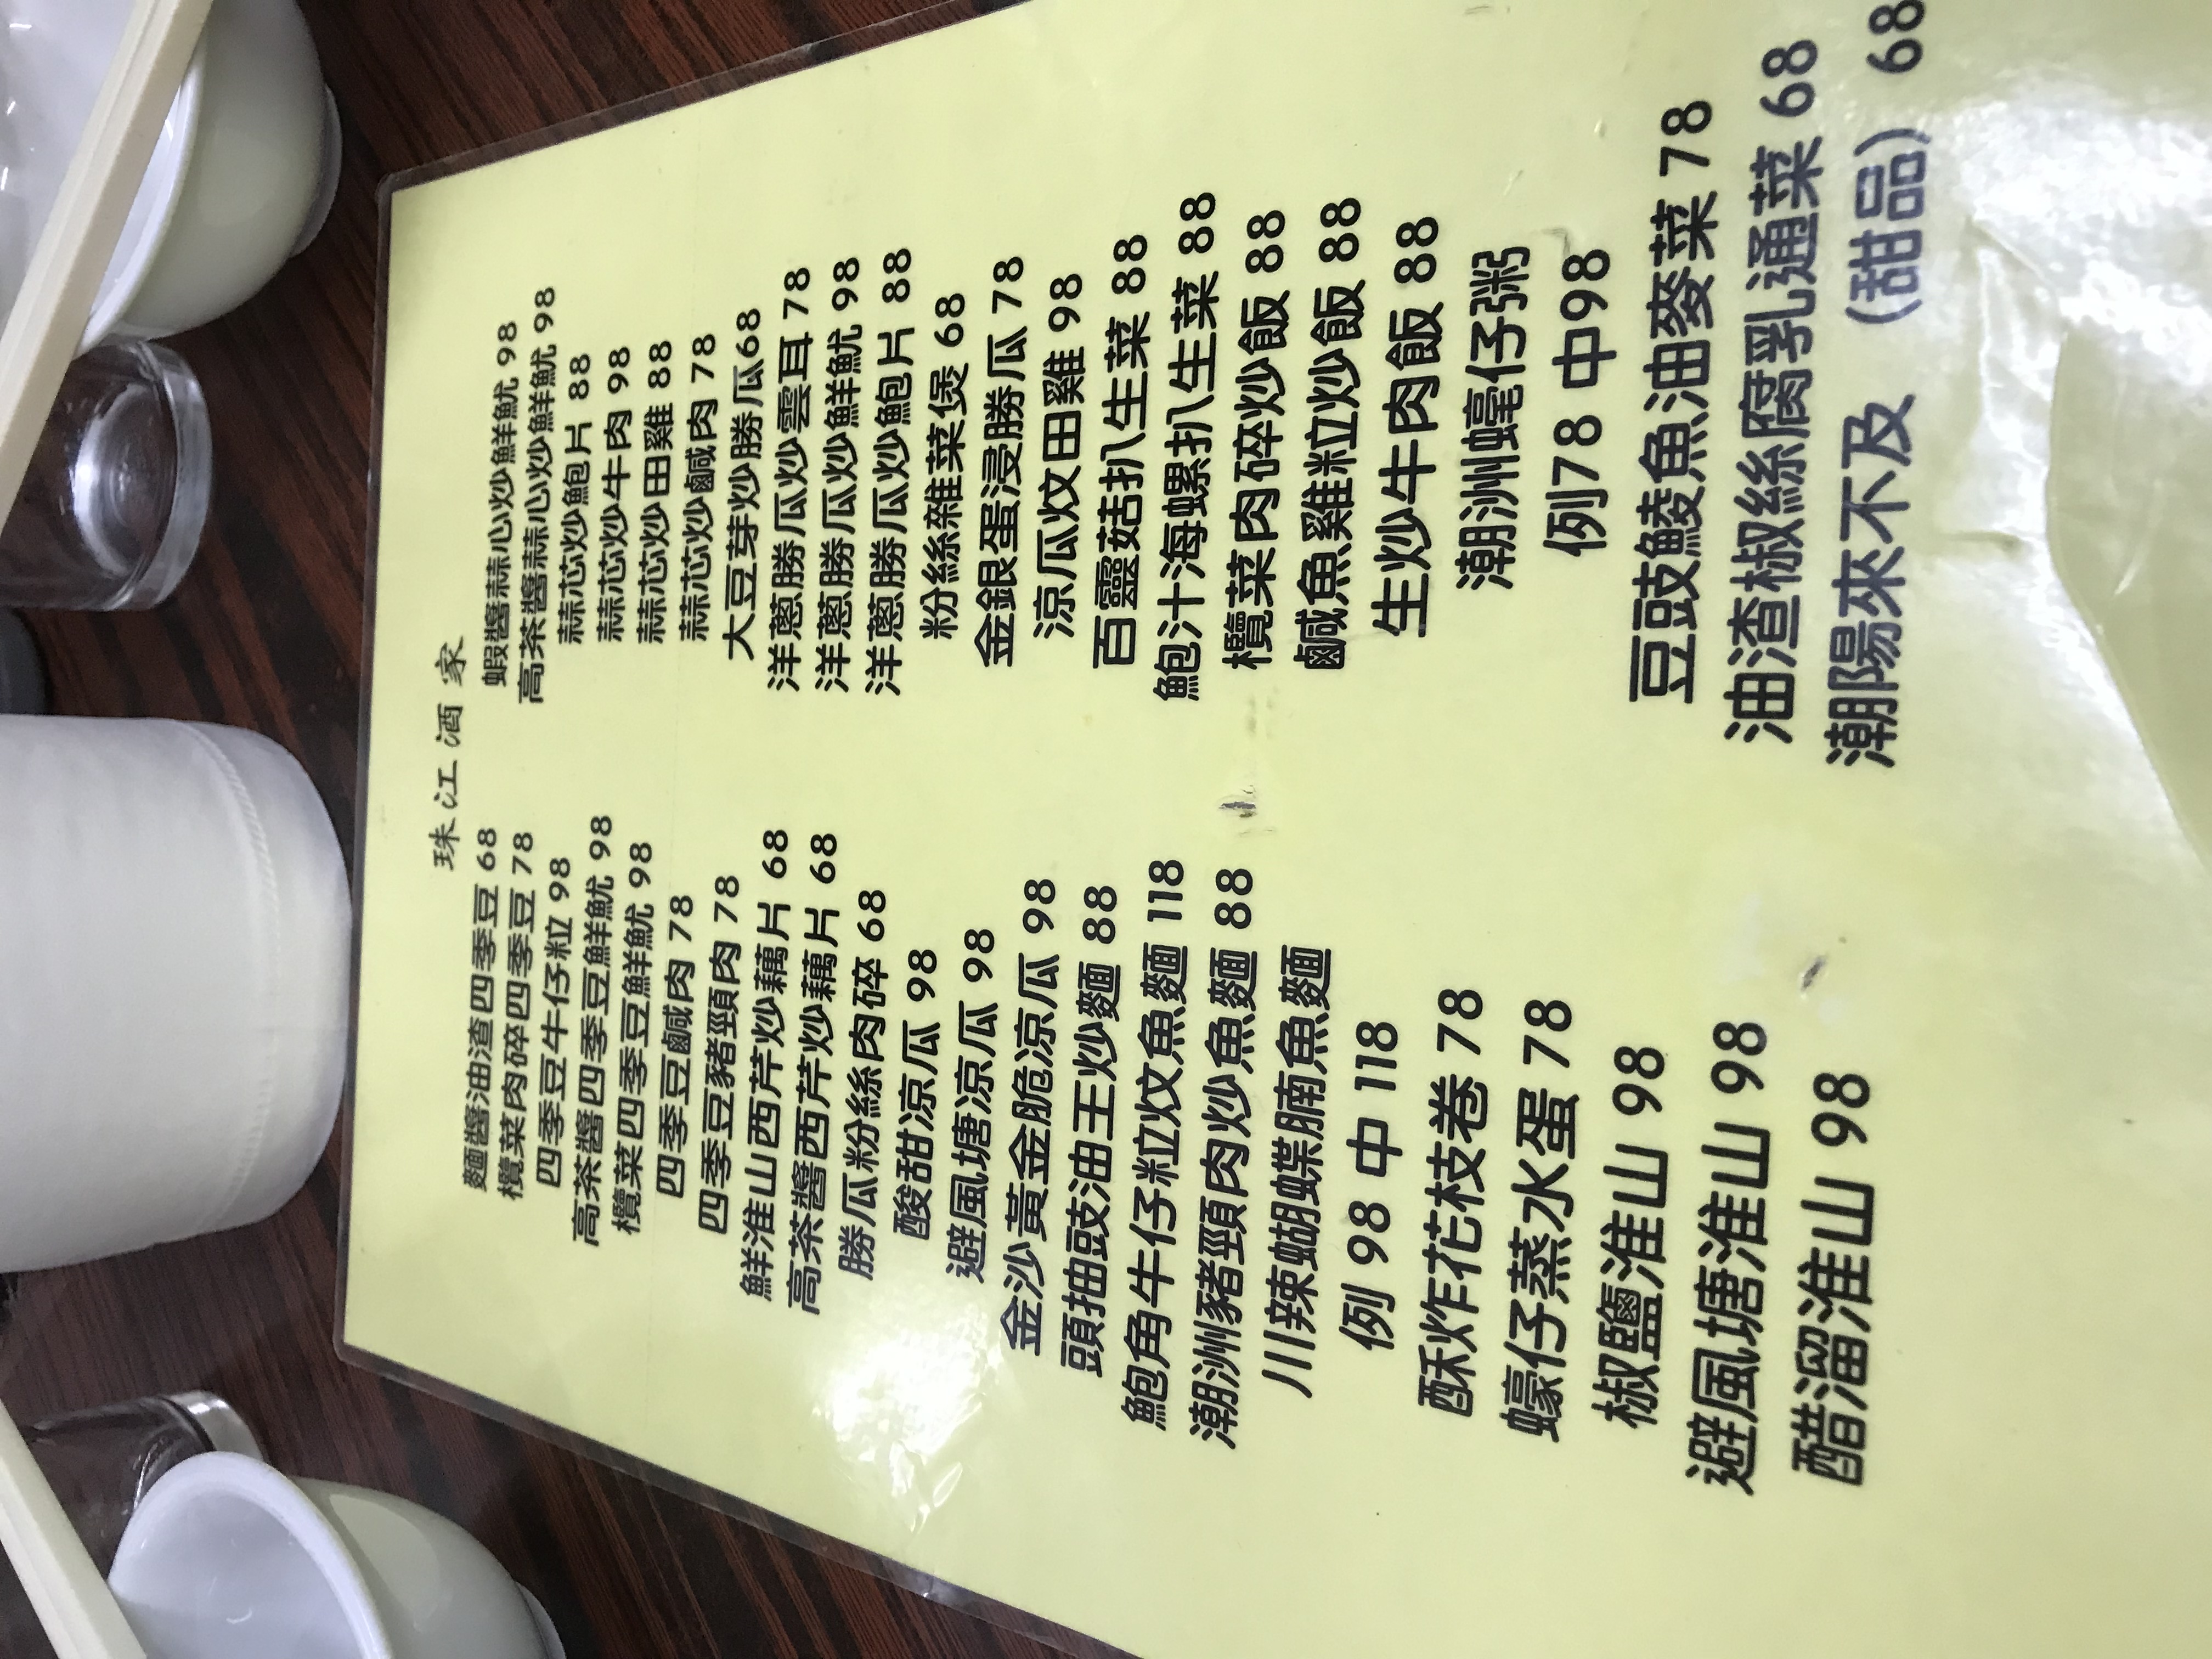 珠江酒家
麵醬油渣四季豆 68
欖菜肉碎四季豆 78
四季豆牛仔粒 98
高茶醬四季豆鮮魷 98
欖菜四季豆鮮魷 98
四季豆鹹肉 78
四季豆豬頸肉 78
鮮淮山西芹炒藕片 68
高茶醬西芹炒藕片 68
勝瓜粉絲肉碎 68
酸甜凉瓜 98
避風塘凉瓜 98
金沙黃金脆凉瓜 98
頭抽豉油王炒麵 88
鮑角牛仔粒炆魚麵 118
潮洲豬頸肉炒魚麵 88
川辣蝴蝶腩魚麵
例 98 中 118
酥炸花枝卷 78
蠔仔蒸水蛋 78
椒鹽淮山 98
避風塘淮山 98
醋溜淮山 98
蝦醬蒜心炒鮮魷 98
高茶醬蒜心炒鮮魷 98
蒜芯炒鮑片 88
蒜芯炒牛肉 98
蒜芯炒田雞 88
蒜芯炒鹹肉 78
大豆芽炒勝瓜68
洋蔥勝瓜炒雲耳 78
洋蔥勝瓜炒鮮魷 98
洋蔥勝瓜炒鮑片 88
粉絲雜菜煲 68
金銀蛋浸勝瓜 78
涼瓜炆田雞 98
百靈菇扒生菜 88
鮑汁海螺扒生菜 88
欖菜肉碎炒飯 88
鹹魚雞粒炒飯 88
生炒牛肉飯 88
潮洲蠔仔粥
例78 中98
豆豉鯪魚油麥菜 78
油渣椒絲腐乳通菜 68
潮陽來不及 (甜品) 68